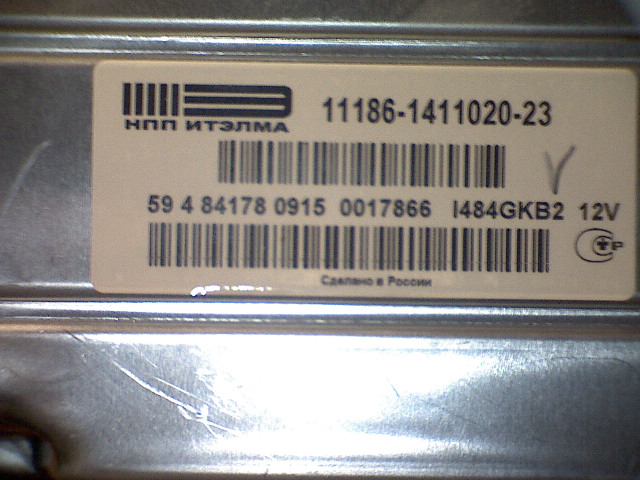 НПП ИТЭЛМА
11186-1411020-23
59 4 84178 0915 0017866 I484GKB2 12V
Сделано в России